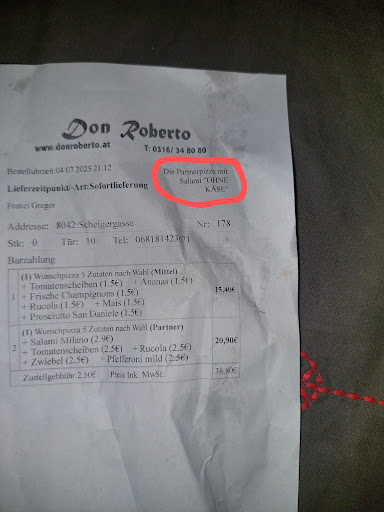 Don Roberto
www.donroberto.at T: 0316/ 34 80 80
Bestelluhrzeit 04.07.2025 21:12
Die Partnerpizza mit
Salami "OHNE
KÄSE"
Lieferzeitpunkt/-Art:Sofortlieferung
Franzi Gregor
Addresse: 8042:Scheigergasse Nr: 178
Stk: 0 Tür: 10 Tel:
Barzahlung
(1) Wunschpizza 5 Zutaten nach Wahl (Mittel)
+ Tomatenscheiben (1.5€) + Ananas (1.5€)
1 + Frische Champignons (1.5€) 15,40€
+ Rucola (1.5€) + Mais (1.5€)
+ Prosciutto San Daniele (1.5€)
(1) Wunschpizza 5 Zutaten nach Wahl (Partner)
+ Salami Milano (2.9€)
2 + Tomatenscheiben (2.5€) + Rucola (2.5€) 20,90€
+ Zwiebel (2.5€) + Pfefferoni mild (2.5€)
Zustellgebbühr 2.50€ Preis Ink. MwSt.: 38,80€